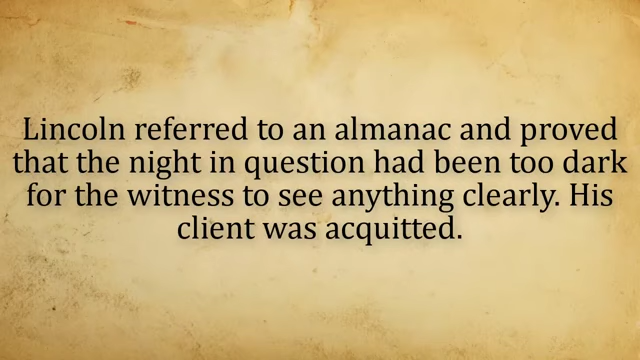 Lincoln referred to an almanac and proved
that the night in question had been too dark
for the witness to see anything clearly. His
client was acquitted.